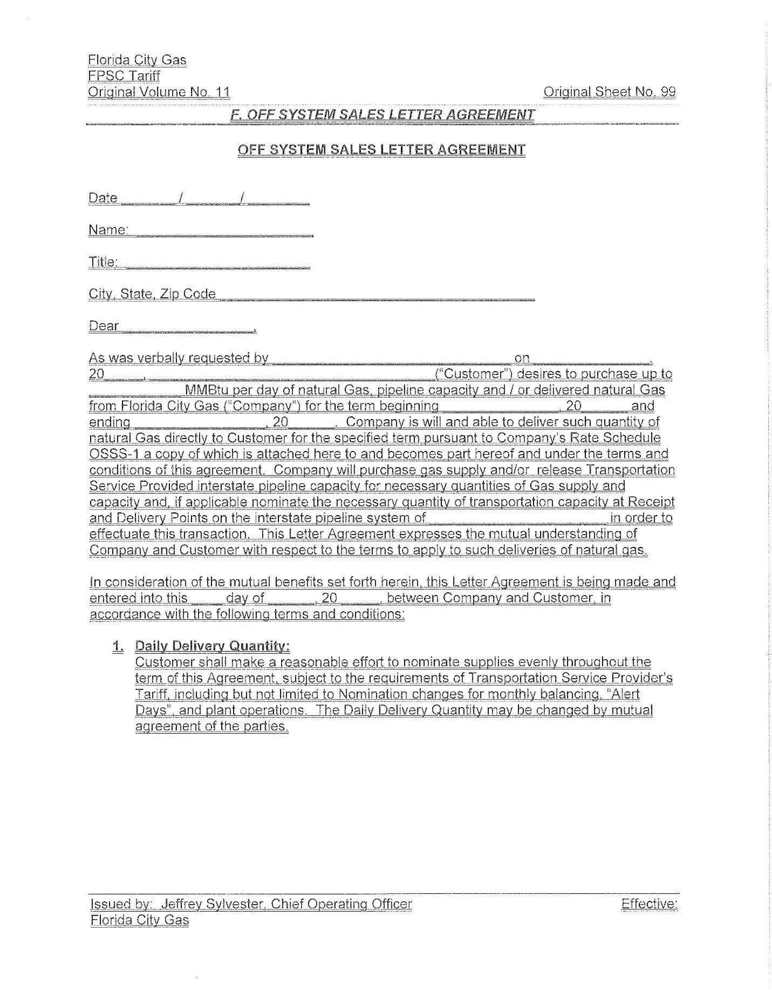 Florida City Gas
FPSC Tariff
Original Volume No. 11 Original Sheet No. 99
F. OFF SYSTEM SALES LETTER AGREEMENT
OFF SYSTEM SALES LETTER AGREEMENT
Date ________/________/_________
Name: _________________________
Title: _________________________
City, State, Zip Code ____________________________________________
Dear __________________,
As was verbally requested by __________________________________ on ________________,
20______, ________________________________________ ("Customer") desires to purchase up to
_____________ MMBtu per day of natural Gas, pipeline capacity and / or delivered natural Gas
from Florida City Gas ("Company") for the term beginning ________________, 20______ and
ending __________________, 20______. Company is will and able to deliver such quantity of
natural Gas directly to Customer for the specified term pursuant to Company's Rate Schedule
OSSS-1 a copy of which is attached here to and becomes part hereof and under the terms and
conditions of this agreement. Company will purchase gas supply and/or release Transportation
Service Provided interstate pipeline capacity for necessary quantities of Gas supply and
capacity and, if applicable nominate the necessary quantity of transportation capacity at Receipt
and Delivery Points on the interstate pipeline system of _________________________ in order to
effectuate this transaction. This Letter Agreement expresses the mutual understanding of
Company and Customer with respect to the terms to apply to such deliveries of natural gas.
In consideration of the mutual benefits set forth herein, this Letter Agreement is being made and
entered into this ____ day of ______, 20_____, between Company and Customer, in
accordance with the following terms and conditions:
1. Daily Delivery Quantity:
Customer shall make a reasonable effort to nominate supplies evenly throughout the
term of this Agreement, subject to the requirements of Transportation Service Provider's
Tariff, including but not limited to Nomination changes for monthly balancing, "Alert
Days", and plant operations. The Daily Delivery Quantity may be changed by mutual
agreement of the parties.
Issued by: Jeffrey Sylvester, Chief Operating Officer Effective:
Florida City Gas